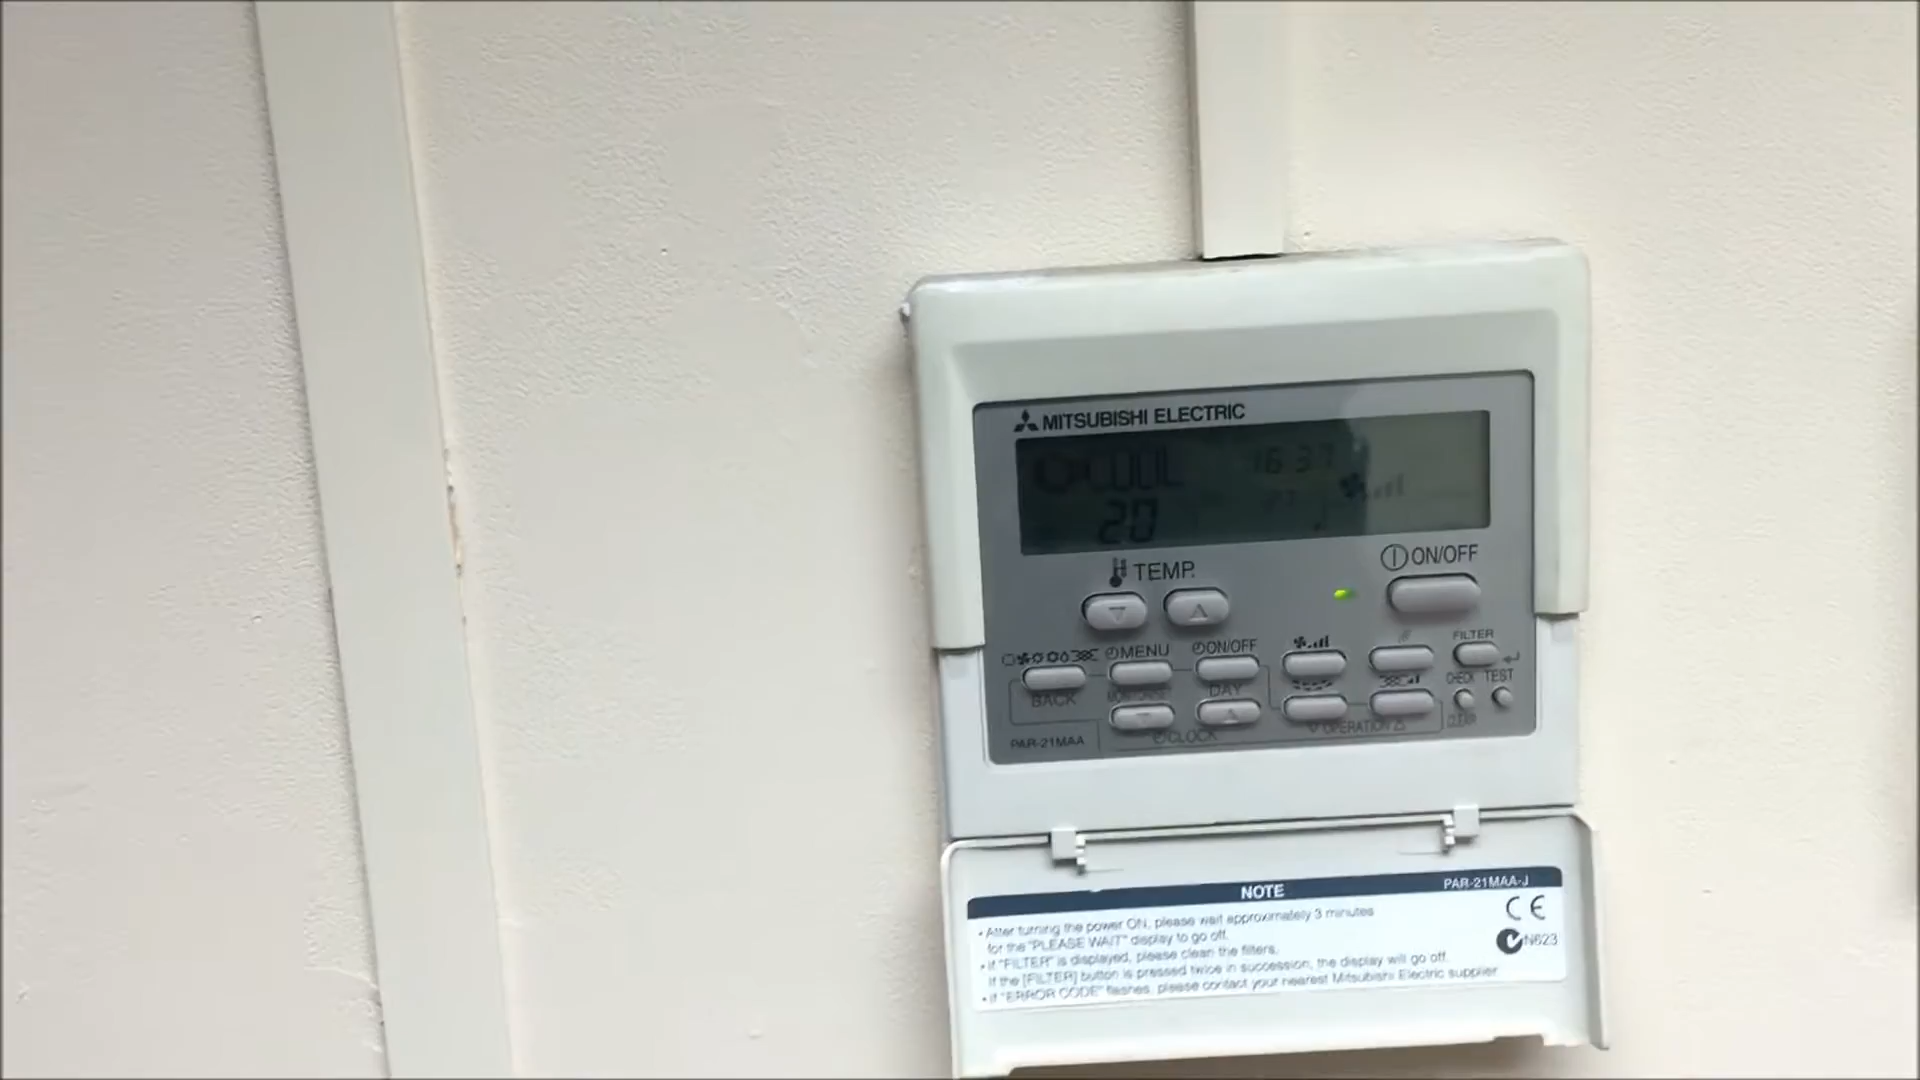 MITSUBISHI ELECTRIC
COOL 16:37
20
TEMP.
ON/OFF
MENU ON/OFF FILTER
BACK DAY CHECK TEST
CLOCK OPERATION CLEAR
PAR-21MAA
NOTE PAR-21MAA-J
• After turning the power ON, please wait approximately 3 minutes
for the "PLEASE WAIT" display to go off.
• If "FILTER" is displayed, please clean the filters.
If the [FILTER] button is pressed twice in succession, the display will go off.
• If "ERROR CODE" flashes, please contact your nearest Mitsubishi Electric supplier
CE
N623